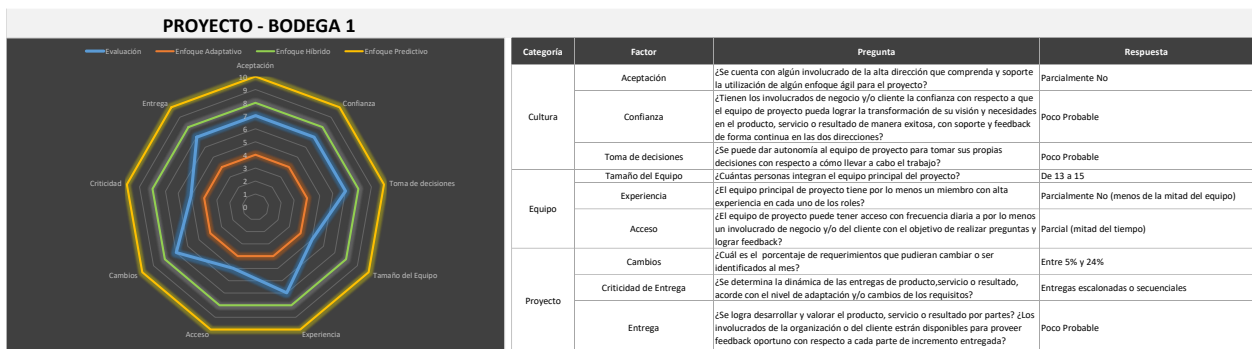 PROYECTO - BODEGA 1
Evaluación
Enfoque Adaptativo
Enfoque Híbrido
Enfoque Predictivo
Aceptación
Confianza
Toma de decisiones
Tamaño del Equipo
Experiencia
Acceso
Cambios
Criticidad
Entrega
10
9
8
7
6
5
4
3
2
1
0
Categoría
Factor
Pregunta
Respuesta
Cultura
Aceptación
¿Se cuenta con algún involucrado de la alta dirección que comprenda y soporte
la utilización de algún enfoque ágil para el proyecto?
Parcialmente No
Confianza
¿Tienen los involucrados de negocio y/o cliente la confianza con respecto a que
el equipo de proyecto pueda lograr la transformación de su visión y necesidades
en el producto, servicio o resultado de manera exitosa, con soporte y feedback
de forma continua en las dos direcciones?
Poco Probable
Toma de decisiones
¿Se puede dar autonomía al equipo de proyecto para tomar sus propias
decisiones con respecto a cómo llevar a cabo el trabajo?
Poco Probable
Equipo
Tamaño del Equipo
¿Cuántas personas integran el equipo principal del proyecto?
De 13 a 15
Experiencia
¿El equipo principal de proyecto tiene por lo menos un miembro con alta
experiencia en cada uno de los roles?
Parcialmente No (menos de la mitad del equipo)
Acceso
¿El equipo de proyecto puede tener acceso con frecuencia diaria a por lo menos
un involucrado de negocio y/o del cliente con el objetivo de realizar preguntas y
lograr feedback?
Parcial (mitad del tiempo)
Proyecto
Cambios
¿Cuál es el porcentaje de requerimientos que pudieran cambiar o ser
identificados al mes?
Entre 5% y 24%
Criticidad de Entrega
¿Se determina la dinámica de las entregas de producto,servicio o resultado,
acorde con el nivel de adaptación y/o cambios de los requisitos?
Entregas escalonadas o secuenciales
Entrega
¿Se logra desarrollar y valorar el producto, servicio o resultado por partes? ¿Los
involucrados de la organización o del cliente estarán disponibles para proveer
feedback oportuno con respecto a cada parte de incremento entregada?
Poco Probable